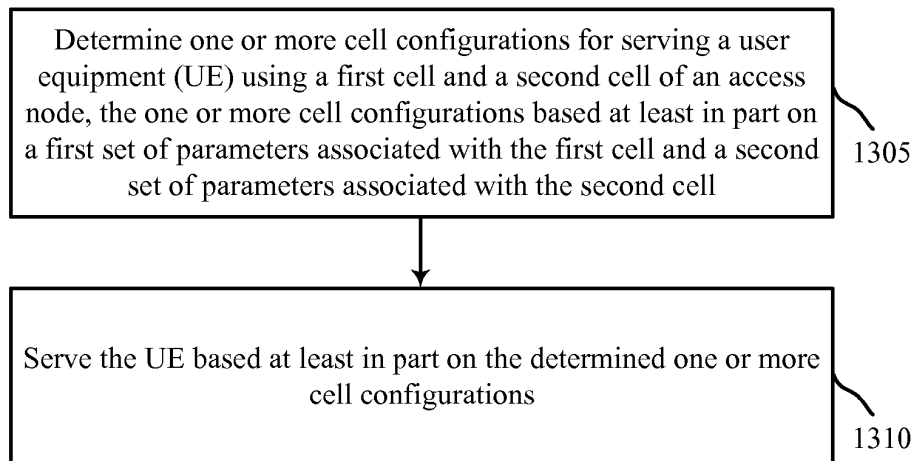 Determine one or more cell configurations for serving a user
equipment (UE) using a first cell and a second cell of an access
node, the one or more cell configurations based at least in part on
a first set of parameters associated with the first cell and a second
set of parameters associated with the second cell
1305
Serve the UE based at least in part on the determined one or more
cell configurations
1310